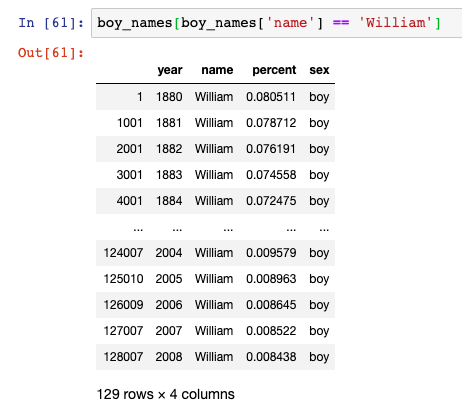 In [61]: boy_names[boy_names['name'] == 'William']
Out[61]:
year name percent sex
1 1880 William 0.080511 boy
1001 1881 William 0.078712 boy
2001 1882 William 0.076191 boy
3001 1883 William 0.074558 boy
4001 1884 William 0.072475 boy
... ... ... ... ...
124007 2004 William 0.009579 boy
125010 2005 William 0.008963 boy
126009 2006 William 0.008645 boy
127007 2007 William 0.008522 boy
128007 2008 William 0.008438 boy
129 rows × 4 columns